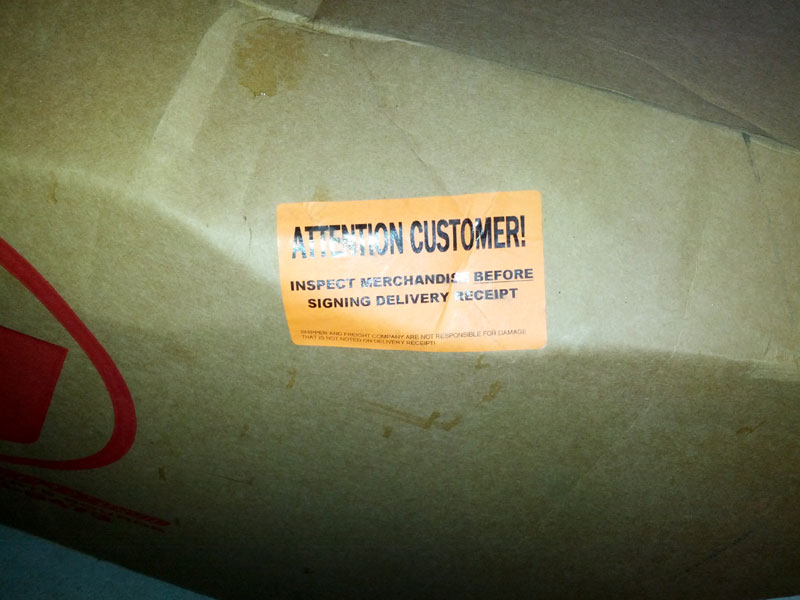 ATTENTION CUSTOMER!
INSPECT MERCHANDISE BEFORE
SIGNING DELIVERY RECEIPT
SHIPPER AND FREIGHT COMPANY ARE NOT RESPONSIBLE FOR DAMAGE
THAT IS NOT NOTED ON DELIVERY RECEIPT!